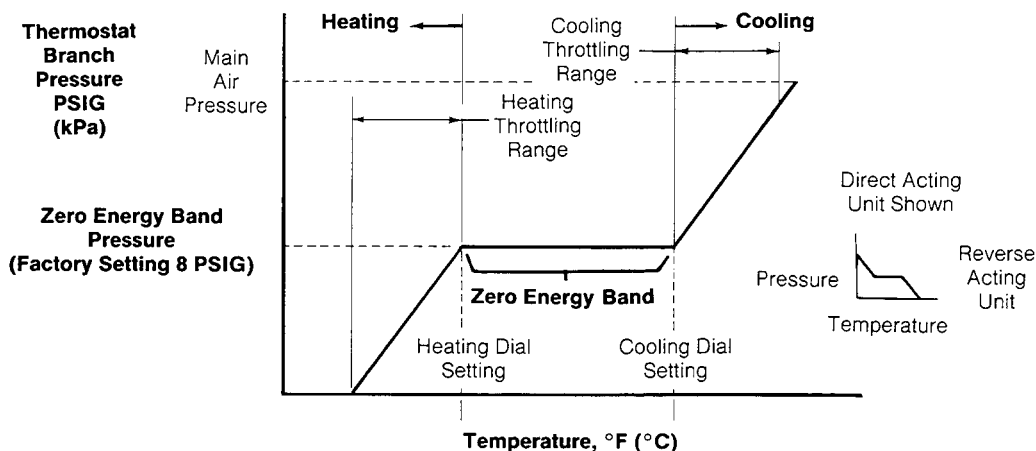 Thermostat
Branch
Pressure
PSIG
(kPa)
Main
Air
Pressure
Heating
Cooling
Throttling
Range
Cooling
Heating
Throttling
Range
Zero Energy Band
Pressure
(Factory Setting 8 PSIG)
Zero Energy Band
Heating Dial
Setting
Cooling Dial
Setting
Temperature, °F (°C)
Direct Acting
Unit Shown
Pressure
Temperature
Reverse
Acting
Unit